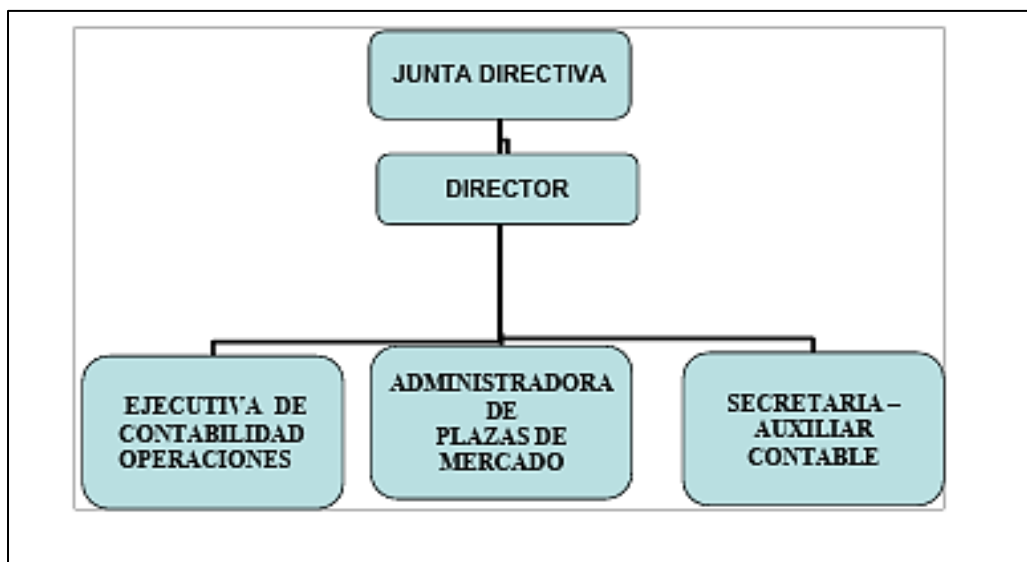 JUNTA DIRECTIVA
DIRECTOR
EJECUTIVA DE
CONTABILIDAD
OPERACIONES
ADMINISTRADORA
DE
PLAZAS DE
MERCADO
SECRETARIA –
AUXILIAR
CONTABLE